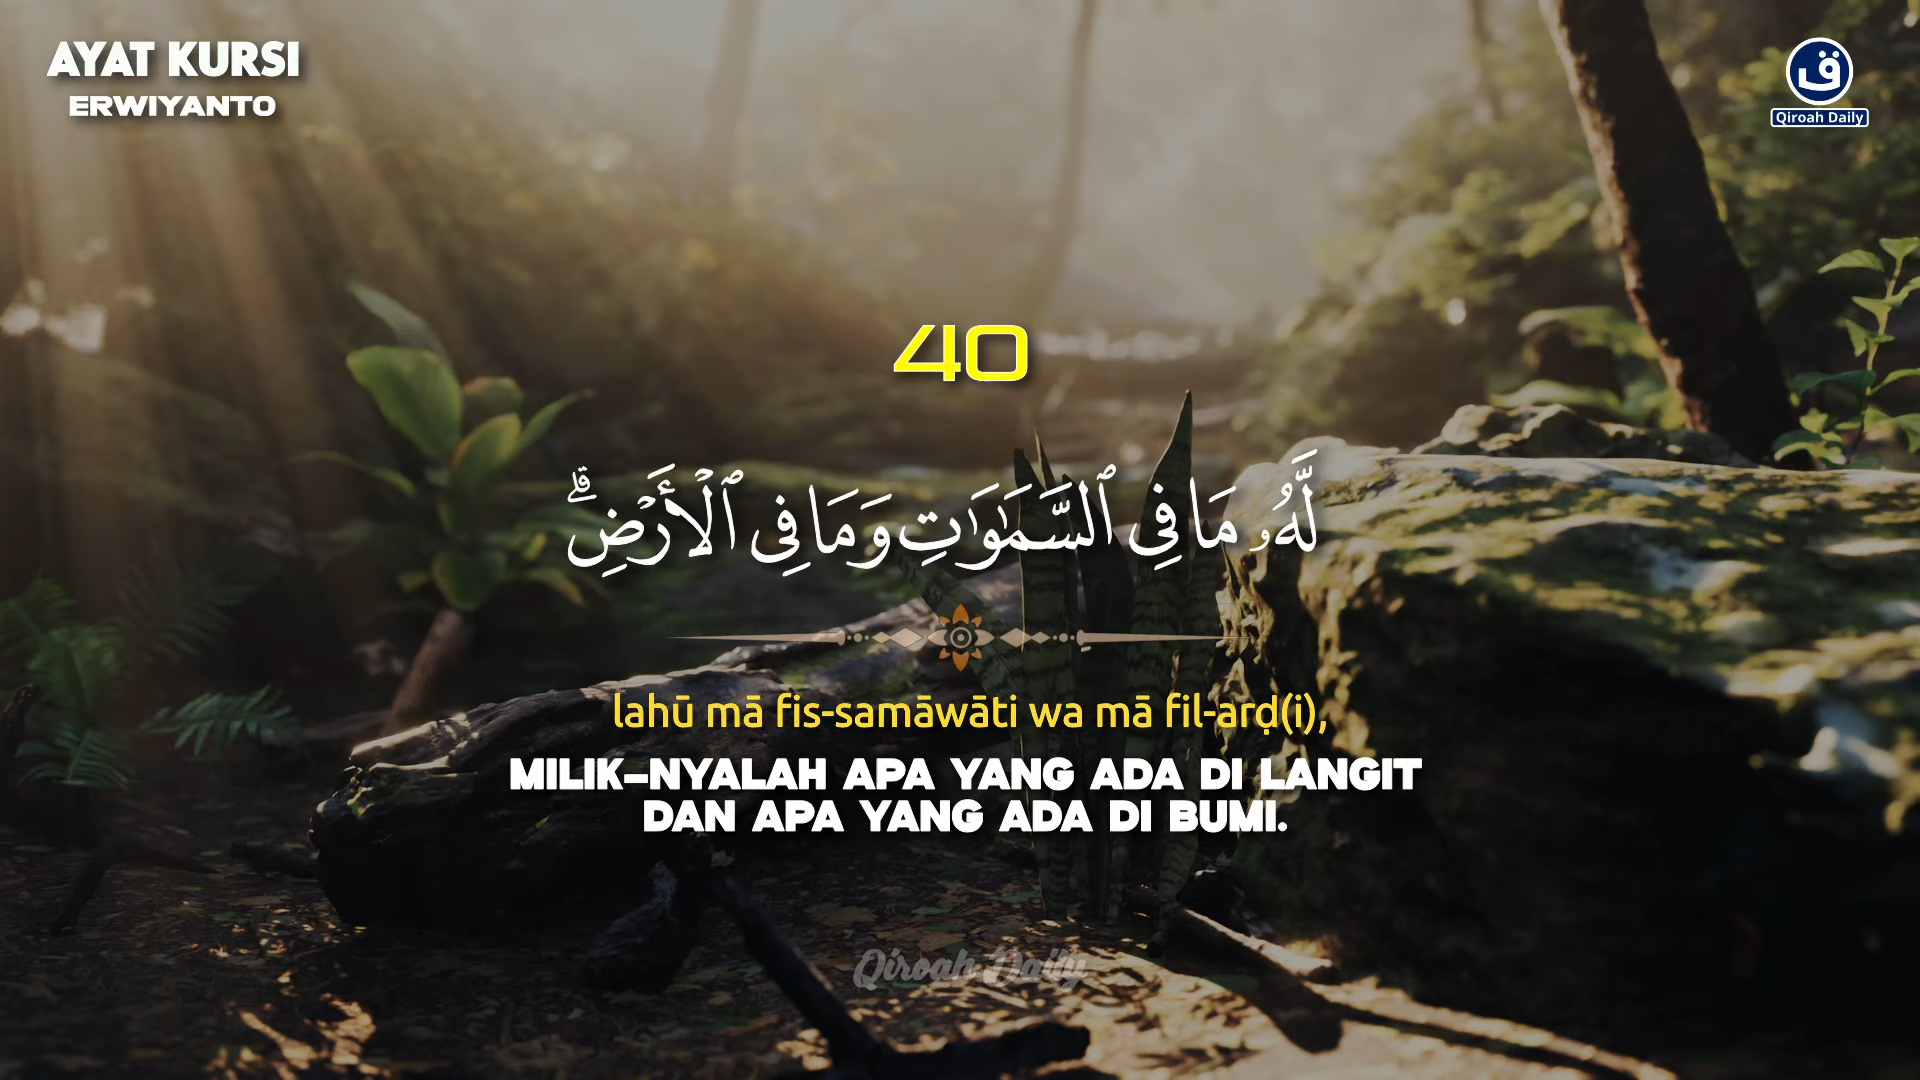 AYAT KURSI
ERWIYANTO
ق
Qiroah Daily
40
لَّهُۥ مَا فِى ٱلسَّمَٰوَٰتِ وَمَا فِى ٱلْأَرْضِ ۗ
lahū mā fis-samāwāti wa mā fil-arḍ(i),
MILIK-NYALAH APA YANG ADA DI LANGIT
DAN APA YANG ADA DI BUMI.
Qiroah Daily